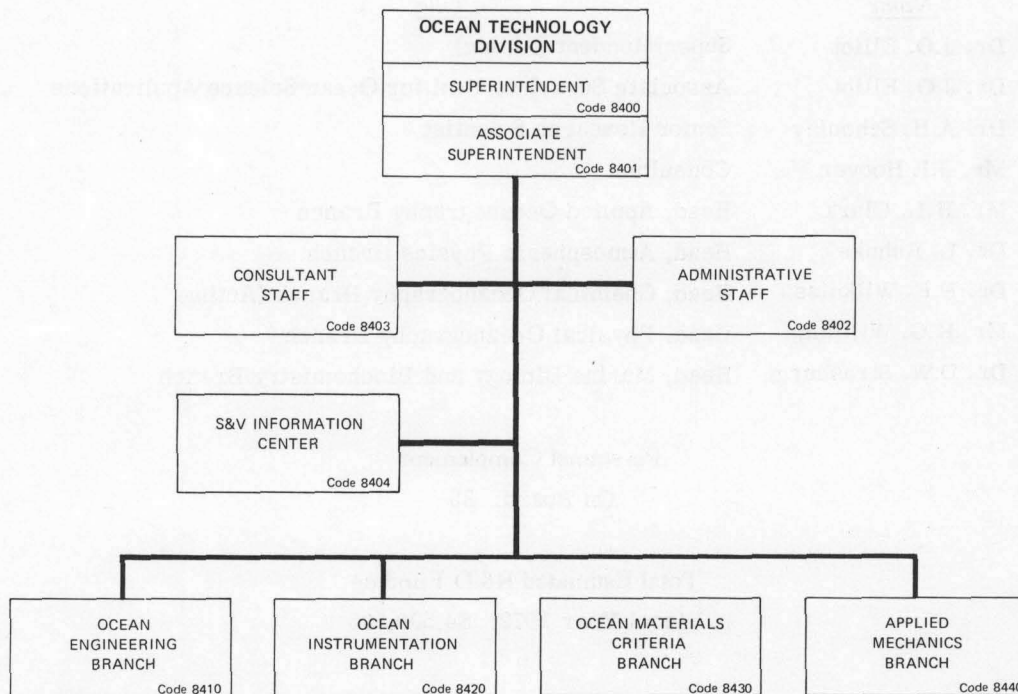 OCEAN TECHNOLOGY
DIVISION
SUPERINTENDENT
Code 8400
ASSOCIATE
SUPERINTENDENT
Code 8401
CONSULTANT
STAFF
Code 8403
ADMINISTRATIVE
STAFF
Code 8402
S&V INFORMATION
CENTER
Code 8404
OCEAN
ENGINEERING
BRANCH
Code 8410
OCEAN
INSTRUMENTATION
BRANCH
Code 8420
OCEAN MATERIALS
CRITERIA
BRANCH
Code 8430
APPLIED
MECHANICS
BRANCH
Code 8440